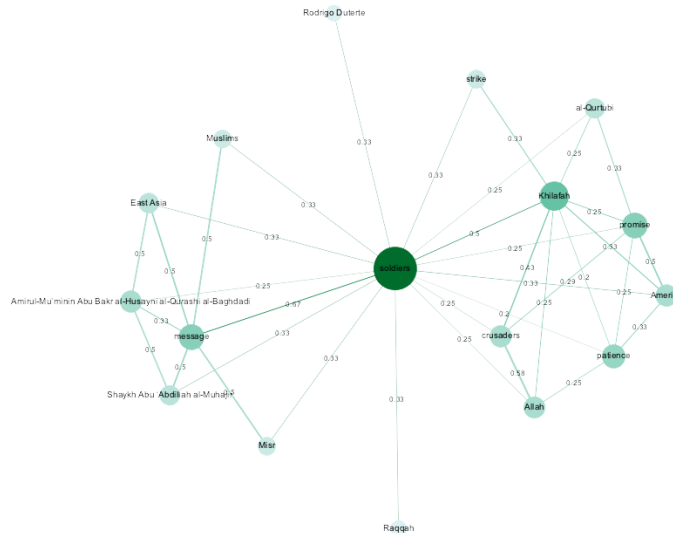 Rodrigo Duterte
strike
al-Qurtubi
Muslims
0.33
0.33
0.33
0.33
0.33
0.25
0.25
East Asia
Khilafah
0.33
0.25
promise
0.5
0.5
0.5
0.25
0.5
0.53
0.5
soldiers
0.43
0.33
0.29
0.2
Ameri
0.25
0.25
Amirul-Mu'minin Abu Bakr al-Husayni al-Qurashi al-Baghdadi
0.33
0.67
0.25
0.2
0.33
message
crusaders
0.33
0.33
0.25
patience
0.5
0.5
0.58
0.25
Shaykh Abu 'Abdillah al-Muhajir
0.33
Allah
Misr
Raqqah